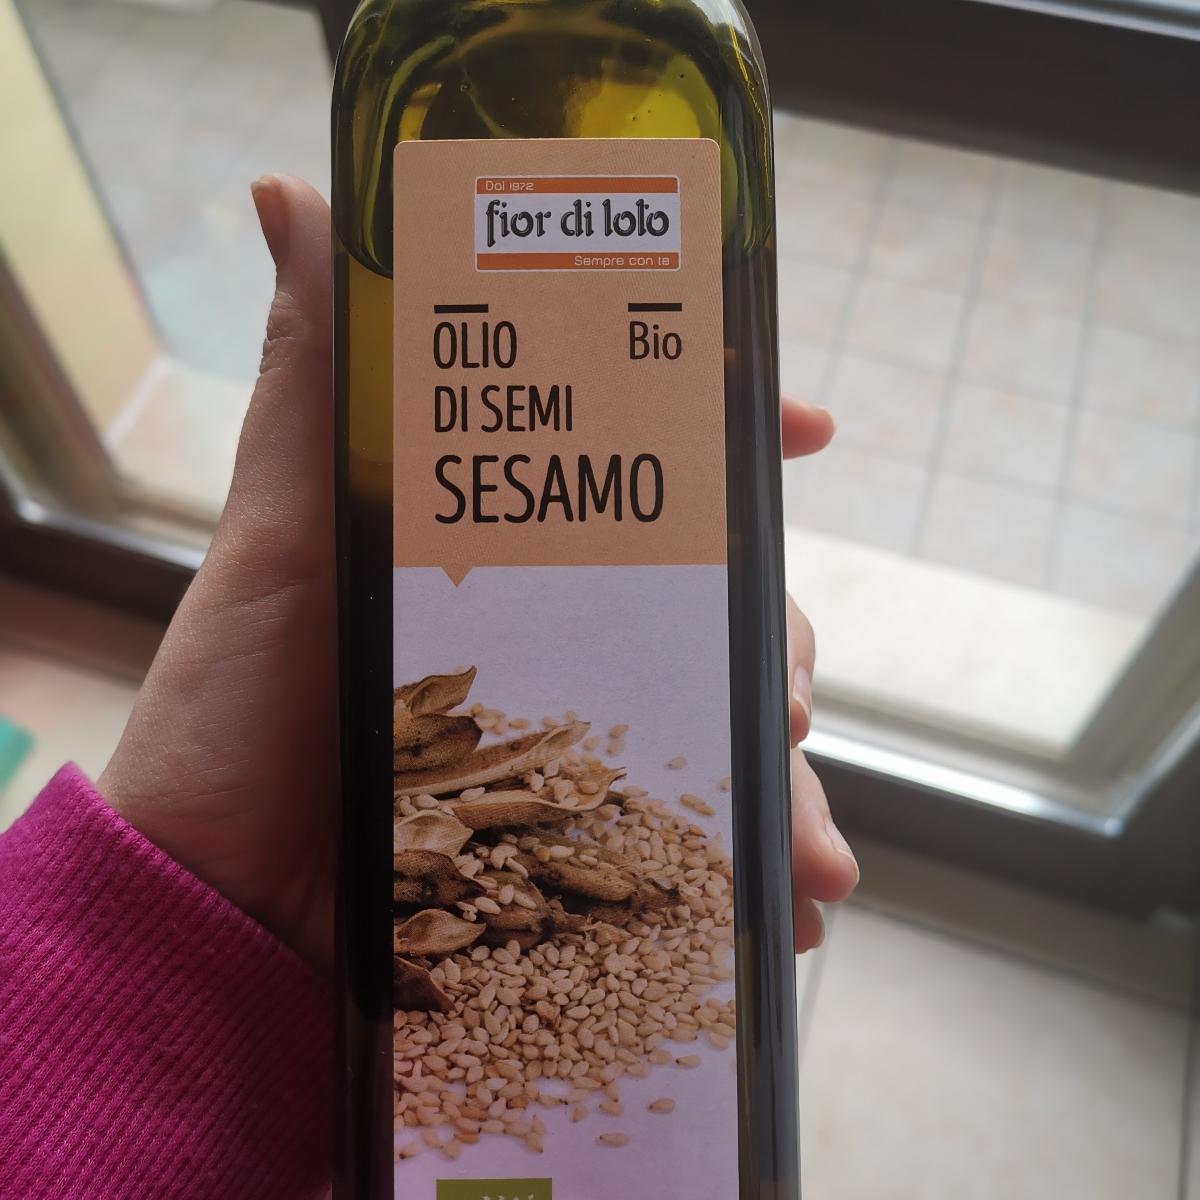 Dal 1972
fior di loto
Sempre con te
OLIO
Bio
DI SEMI
SESAMO